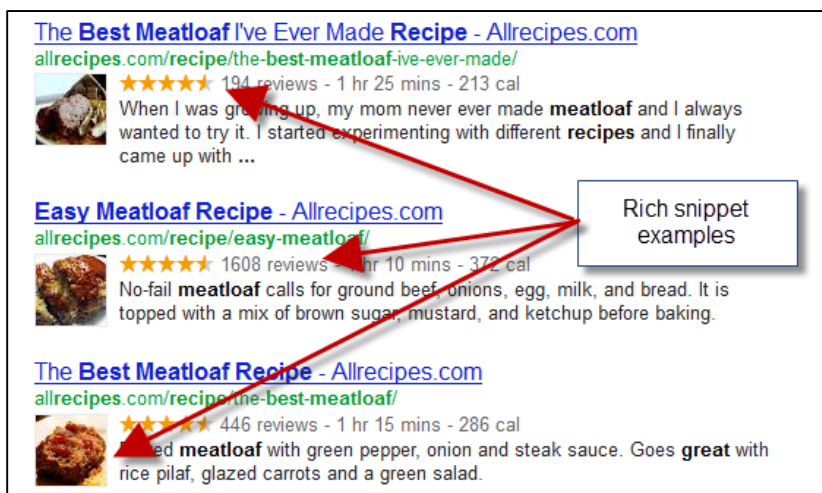 The Best Meatloaf I've Ever Made Recipe - Allrecipes.com
allrecipes.com/recipe/the-best-meatloaf-ive-ever-made/
194 reviews - 1 hr 25 mins - 213 cal
When I was growing up, my mom never ever made meatloaf and I always
wanted to try it. I started experimenting with different recipes and I finally
came up with ...
Easy Meatloaf Recipe - Allrecipes.com
allrecipes.com/recipe/easy-meatloaf/
1608 reviews - 1 hr 10 mins - 372 cal
No-fail meatloaf calls for ground beef, onions, egg, milk, and bread. It is
topped with a mix of brown sugar, mustard, and ketchup before baking.
Rich snippet
examples
The Best Meatloaf Recipe - Allrecipes.com
allrecipes.com/recipe/the-best-meatloaf/
446 reviews - 1 hr 15 mins - 286 cal
meatloaf with green pepper, onion and steak sauce. Goes great with
rice pilaf, glazed carrots and a green salad.